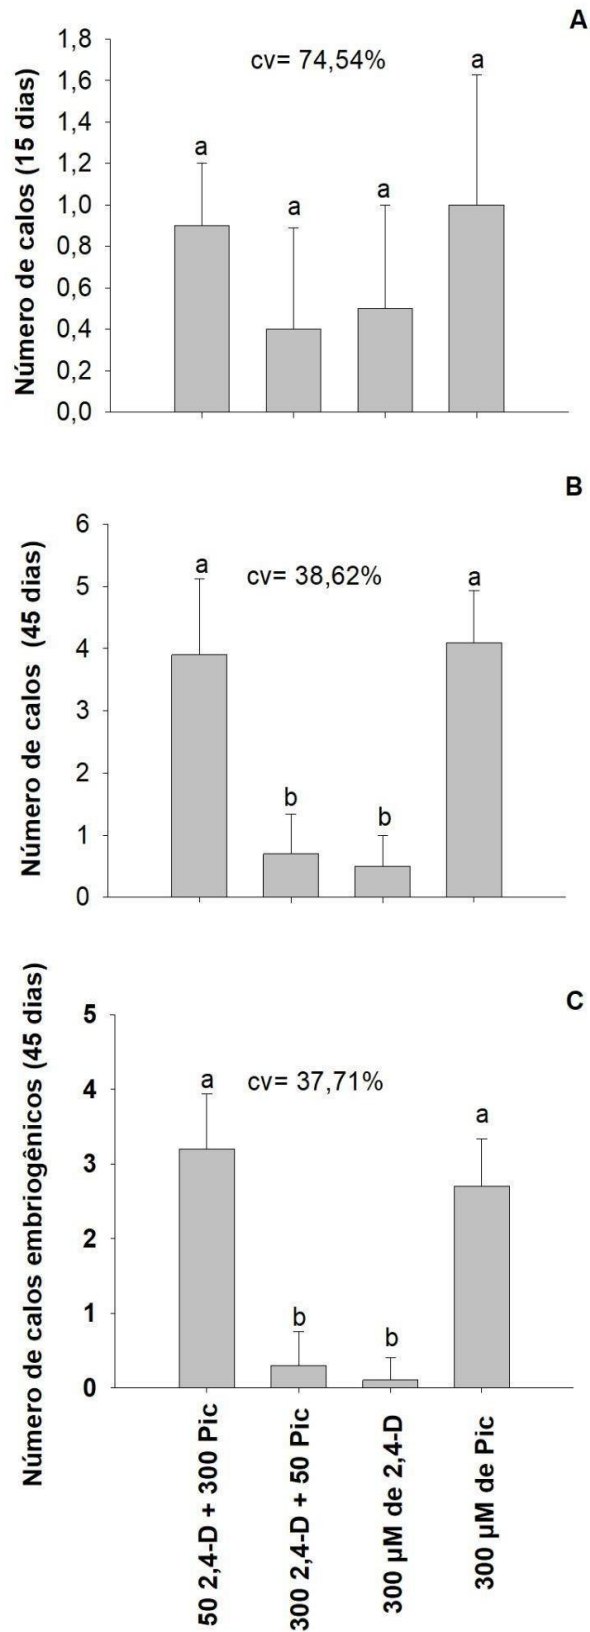 A
Número de calos (15 dias)
1,8
1,6
1,4
1,2
1,0
0,8
0,6
0,4
0,2
0,0
cv= 74,54%
a
a
a
a
B
Número de calos (45 dias)
6
5
4
3
2
1
0
cv= 38,62%
a
b
b
a
C
Número de calos embriogênicos (45 dias)
5
4
3
2
1
0
cv= 37,71%
a
b
b
a
50 2,4-D + 300 Pic
300 2,4-D + 50 Pic
300 µM de 2,4-D
300 µM de Pic